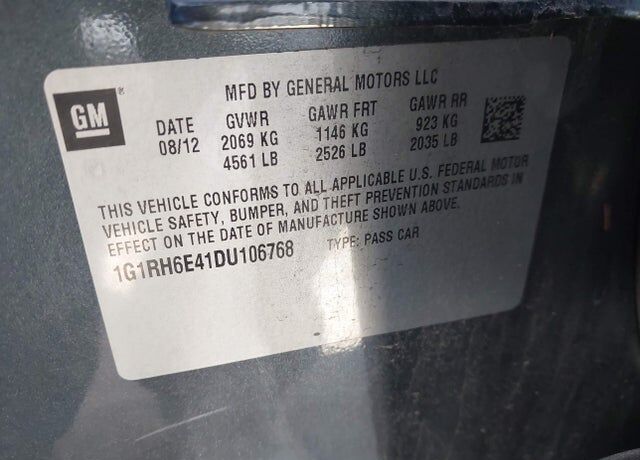 GM ®
MFD BY GENERAL MOTORS LLC
DATE GVWR GAWR FRT GAWR RR
08/12 2069 KG 1146 KG 923 KG
4561 LB 2526 LB 2035 LB
THIS VEHICLE CONFORMS TO ALL APPLICABLE U.S. FEDERAL MOTOR
VEHICLE SAFETY, BUMPER, AND THEFT PREVENTION STANDARDS IN
EFFECT ON THE DATE OF MANUFACTURE SHOWN ABOVE.
1G1RH6E41DU106768 TYPE: PASS CAR